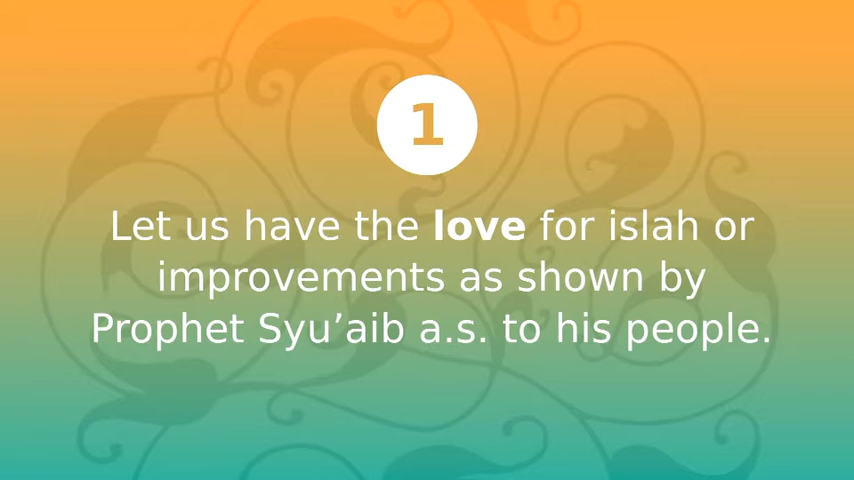 1
Let us have the love for islah or
improvements as shown by
Prophet Syu’aib a.s. to his people.